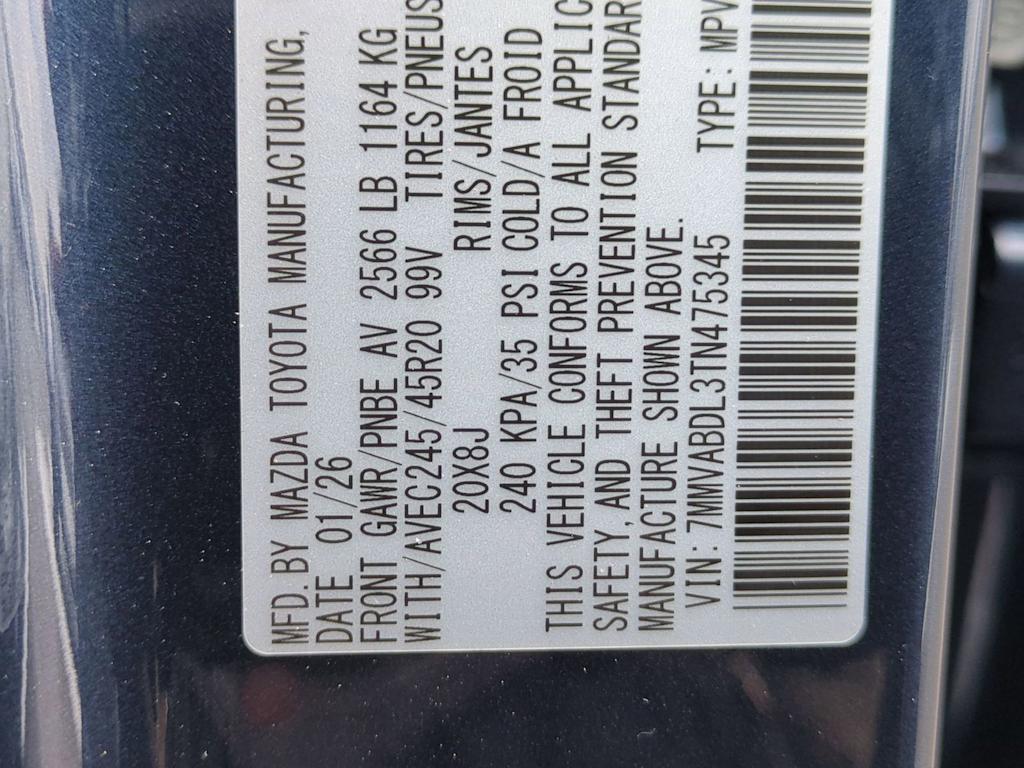 MFD. BY MAZDA TOYOTA MANUFACTURING,
DATE 01/26
FRONT GAWR/PNBE AV 2566 LB 1164 KG
WITH/AVEC245/45R20 99V TIRES/PNEUS
20X8J RIMS/JANTES
240 KPA/35 PSI COLD/A FROID
THIS VEHICLE CONFORMS TO ALL APPLIC
SAFETY, AND THEFT PREVENTION STANDAR
MANUFACTURE SHOWN ABOVE.
VIN: 7MMVABDL3TN475345 TYPE: MPV